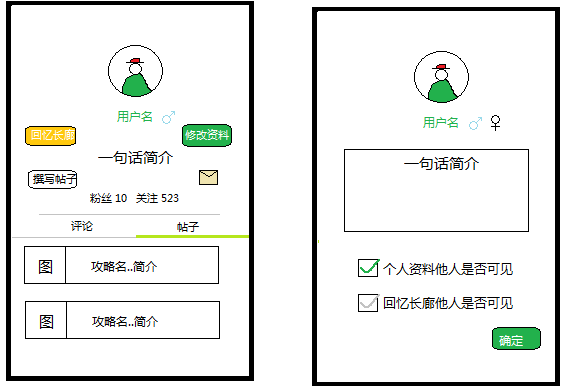 用户名
回忆长廊
修改资料
一句话简介
撰写帖子
粉丝 10 关注 523
评论 帖子
图 攻略名..简介
图 攻略名..简介
用户名
一句话简介
个人资料他人是否可见
回忆长廊他人是否可见
确定